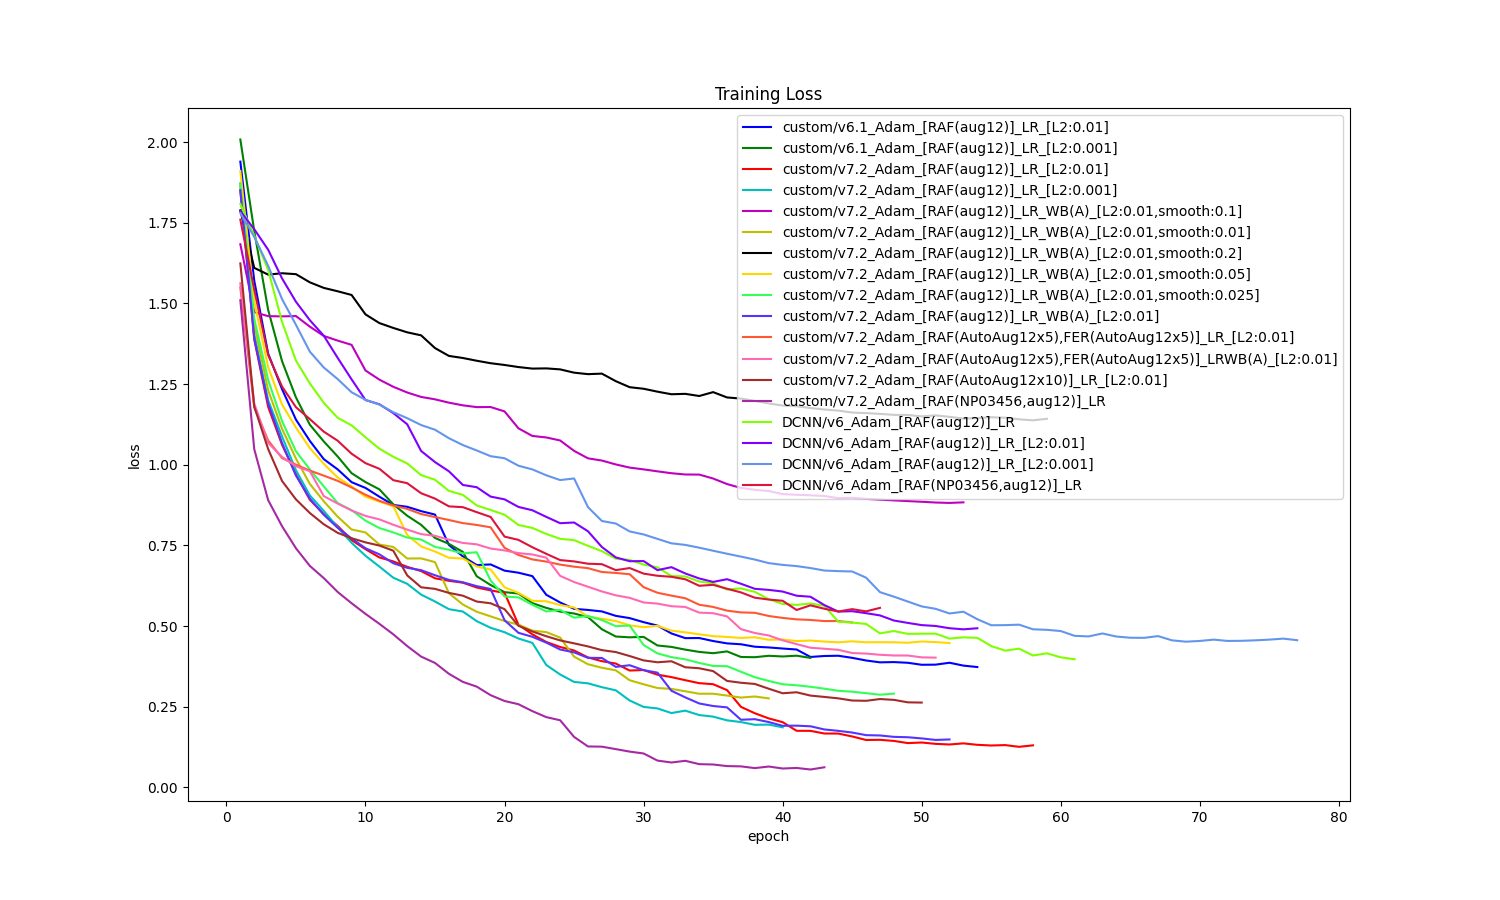 Training Loss
custom/v6.1_Adam_[RAF(aug12)]_LR_[L2:0.01]
custom/v6.1_Adam_[RAF(aug12)]_LR_[L2:0.001]
custom/v7.2_Adam_[RAF(aug12)]_LR_[L2:0.01]
custom/v7.2_Adam_[RAF(aug12)]_LR_[L2:0.001]
custom/v7.2_Adam_[RAF(aug12)]_LR_WB(A)_[L2:0.01,smooth:0.1]
custom/v7.2_Adam_[RAF(aug12)]_LR_WB(A)_[L2:0.01,smooth:0.01]
custom/v7.2_Adam_[RAF(aug12)]_LR_WB(A)_[L2:0.01,smooth:0.2]
custom/v7.2_Adam_[RAF(aug12)]_LR_WB(A)_[L2:0.01,smooth:0.05]
custom/v7.2_Adam_[RAF(aug12)]_LR_WB(A)_[L2:0.01,smooth:0.025]
custom/v7.2_Adam_[RAF(aug12)]_LR_WB(A)_[L2:0.01]
custom/v7.2_Adam_[RAF(AutoAug12x5),FER(AutoAug12x5)]_LR_[L2:0.01]
custom/v7.2_Adam_[RAF(AutoAug12x5),FER(AutoAug12x5)]_LRWB(A)_[L2:0.01]
custom/v7.2_Adam_[RAF(AutoAug12x10)]_LR_[L2:0.01]
custom/v7.2_Adam_[RAF(NP03456,aug12)]_LR
DCNN/v6_Adam_[RAF(aug12)]_LR
DCNN/v6_Adam_[RAF(aug12)]_LR_[L2:0.01]
DCNN/v6_Adam_[RAF(aug12)]_LR_[L2:0.001]
DCNN/v6_Adam_[RAF(NP03456,aug12)]_LR
loss
2.00
1.75
1.50
1.25
1.00
0.75
0.50
0.25
0.00
0 10 20 30 40 50 60 70 80
epoch